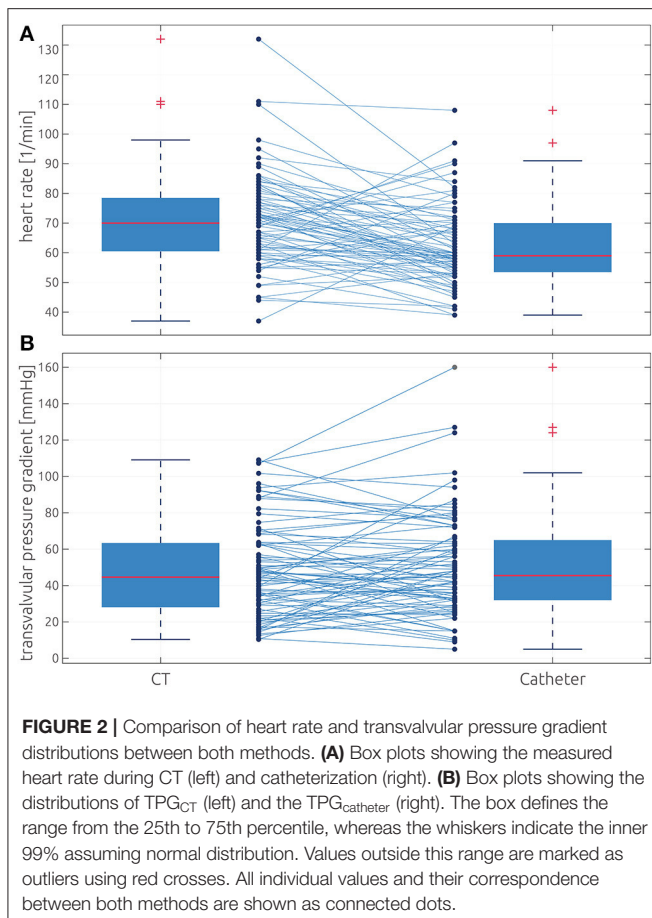 A
130
120
110
100
90
80
70
60
50
40
heart rate [1/min]
B
160
140
120
100
80
60
40
20
0
transvalvular pressure gradient [mmHg]
CT
Catheter
FIGURE 2 | Comparison of heart rate and transvalvular pressure gradient
distributions between both methods. (A) Box plots showing the measured
heart rate during CT (left) and catheterization (right). (B) Box plots showing the
distributions of TPGCT (left) and the TPGcatheter (right). The box defines the
range from the 25th to 75th percentile, whereas the whiskers indicate the inner
99% assuming normal distribution. Values outside this range are marked as
outliers using red crosses. All individual values and their correspondence
between both methods are shown as connected dots.